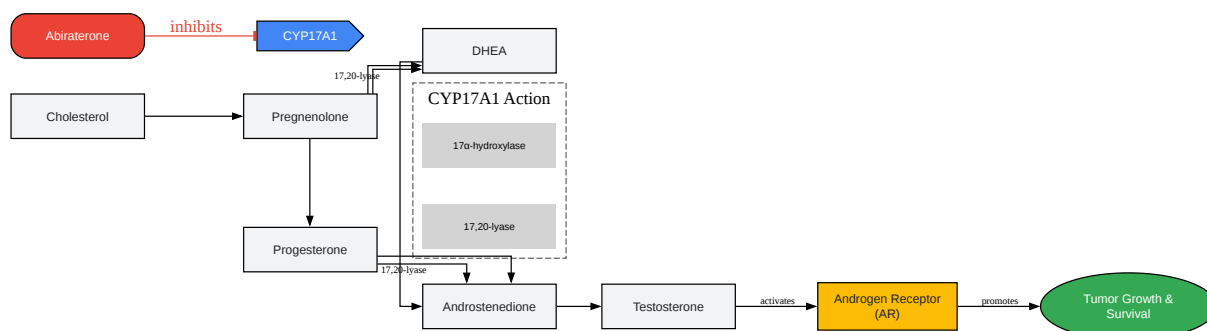 Abiraterone
inhibits
CYP17A1
DHEA
17,20-lyase
CYP17A1 Action
Cholesterol
Pregnenolone
17α-hydroxylase
17,20-lyase
Progesterone
17,20-lyase
Androstenedione
Testosterone
activates
Androgen Receptor
(AR)
promotes
Tumor Growth &
Survival